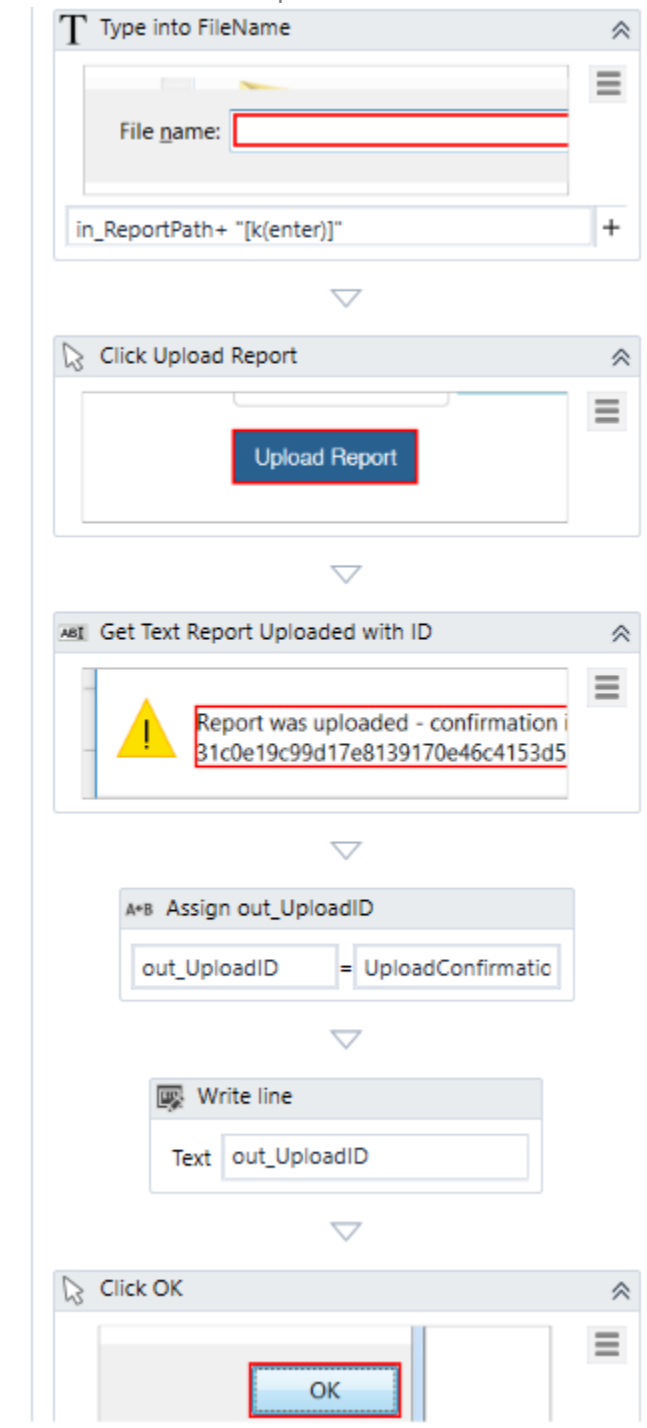 Type into FileName
File name:
in_ReportPath+ "[k(enter)]"
+
Click Upload Report
Upload Report
Get Text Report Uploaded with ID
Report was uploaded - confirmation i
31c0e19c99d17e8139170e46c4153d5
A+B Assign out_UploadID
out_UploadID = UploadConfirmatio
Write line
Text out_UploadID
Click OK
OK